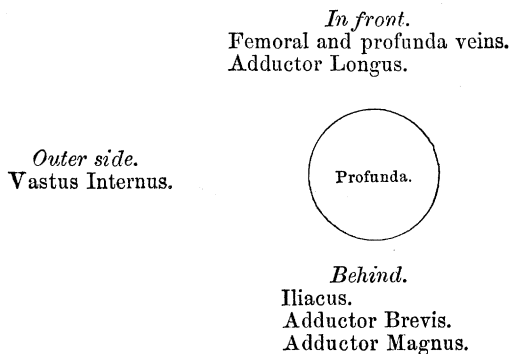 In front.
Femoral and profunda veins.
Adductor Longus.
Outer side.
Vastus Internus.
Profunda.
Behind.
Iliacus.
Adductor Brevis.
Adductor Magnus.